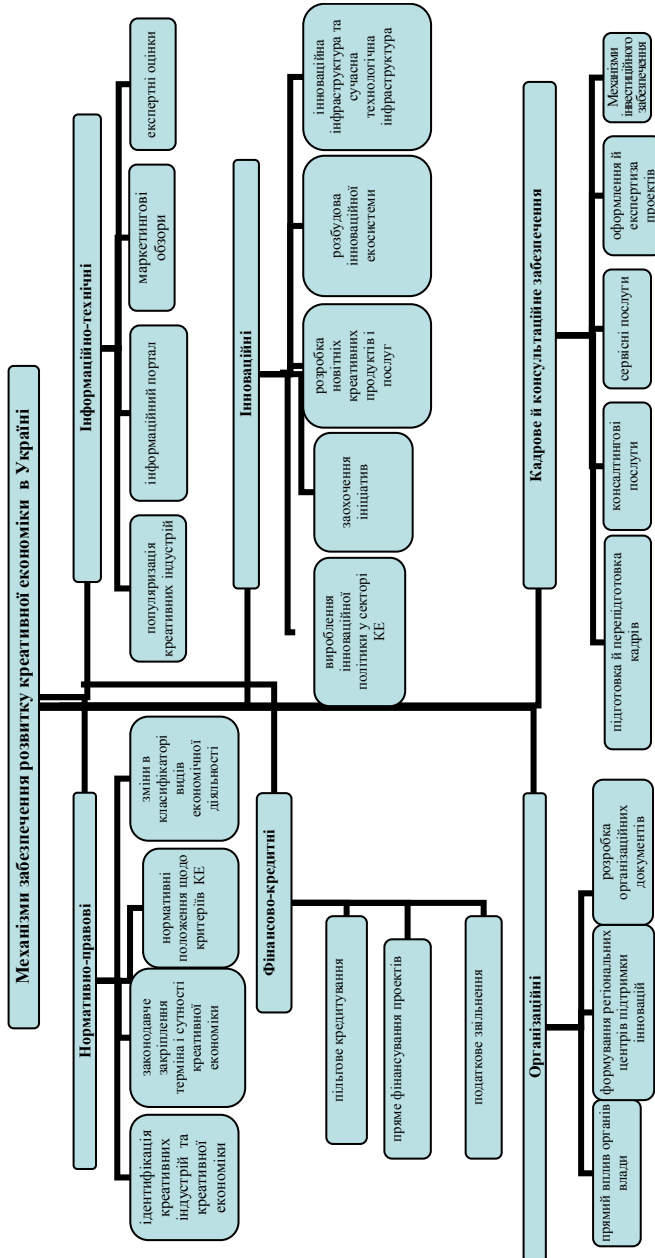 Механізми забезпечення розвитку креативної економіки в Україні
Нормативно-правові
ідентифікація
креативних
індустрій та
креативної
економіки
законодавче
закріплення
терміна і сутності
креативної
економіки
нормативні
положення щодо
критеріїв КЕ
зміни в
класифікаторі
видів
економічної
діяльності
Інформаційно-технічні
популяризація
креативних індустрій
інформаційний портал
маркетингові
обзори
експертні оцінки
Фінансово-кредитні
пільгове кредитування
пряме фінансування проектів
податкове звільнення
Інноваційні
вироблення
інноваційної
політики у секторі
КЕ
заохочення
ініціатив
розробка
новітніх
креативних
продуктів і
послуг
розбудова
інноваційної
екосистеми
інноваційна
інфраструктура та
сучасна
технологічна
інфраструктура
Організаційні
прямий вплив органів
влади
формування регіональних
центрів підтримки
інновацій
розробка
організаційних
документів
Кадрове й консультаційне забезпечення
підготовка й перепідготовка
кадрів
консалтингові
послуги
сервісні послуги
оформлення й
експертиза
проектів
Механізми
інвестиційного
забезпечення